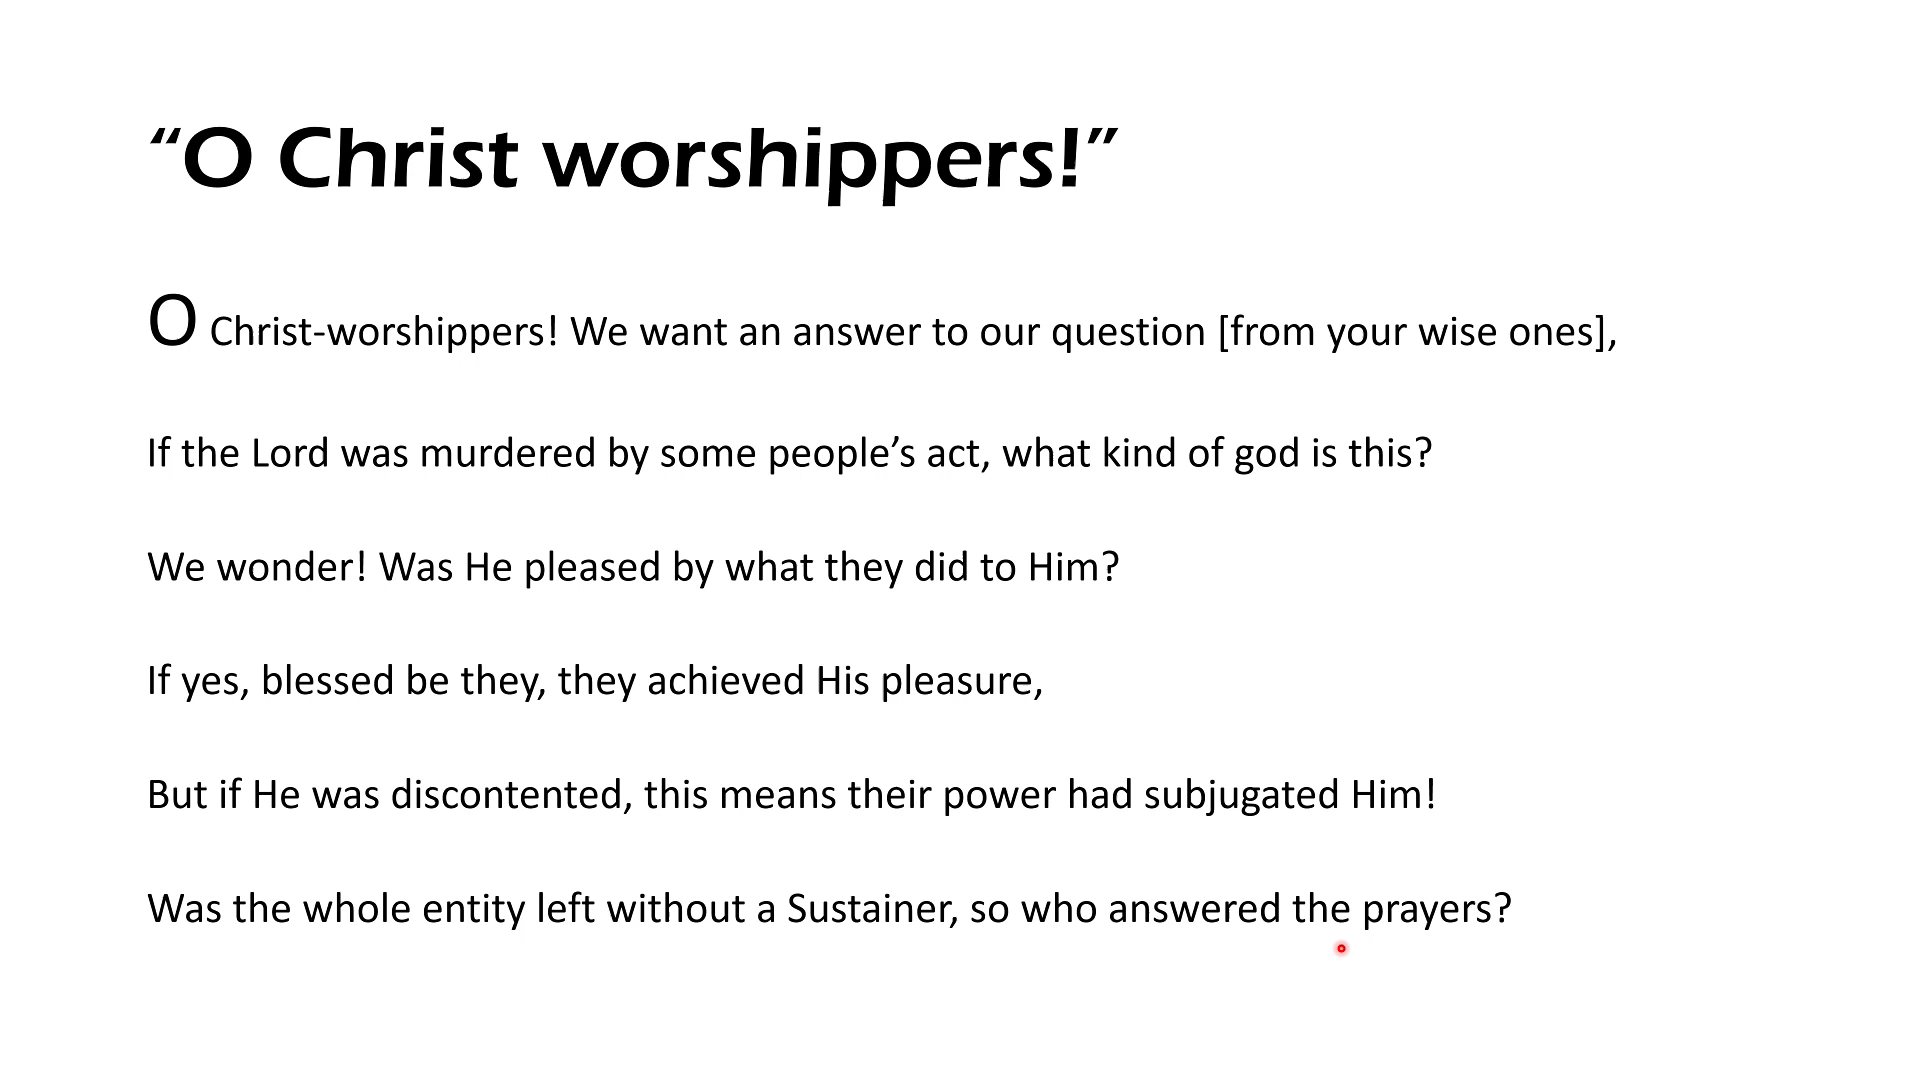 “O Christ worshippers!”
O Christ-worshippers! We want an answer to our question [from your wise ones],
If the Lord was murdered by some people’s act, what kind of god is this?
We wonder! Was He pleased by what they did to Him?
If yes, blessed be they, they achieved His pleasure,
But if He was discontented, this means their power had subjugated Him!
Was the whole entity left without a Sustainer, so who answered the prayers?